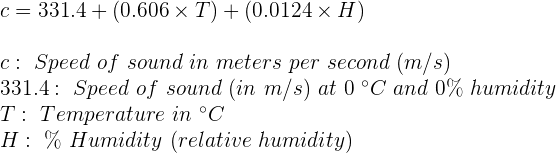 c = 331.4 + (0.606 × T) + (0.0124 × H)
c : Speed of sound in meters per second (m/s)
331.4 : Speed of sound (in m/s) at 0 °C and 0% humidity
T : Temperature in °C
H : % Humidity (relative humidity)